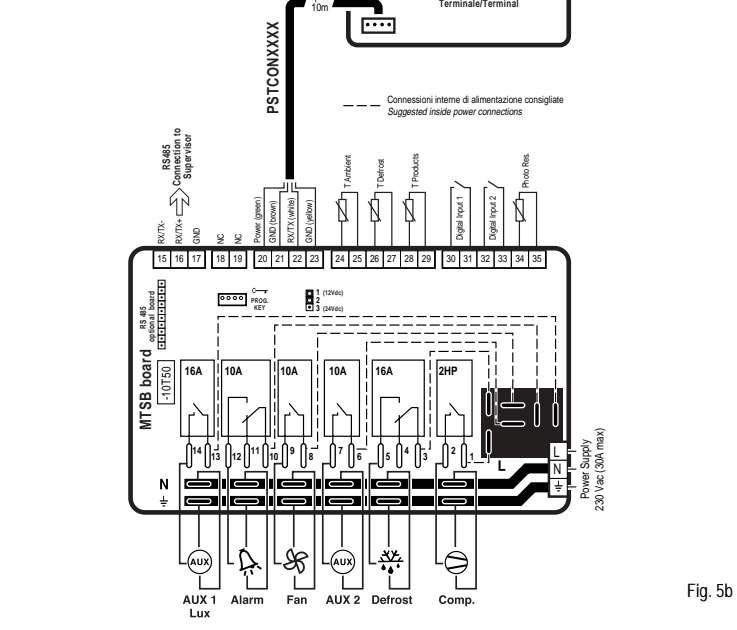 Terminale/Terminal
10m
PSTCONXXXX
Connessioni interne di alimentazione consigliate
Suggested inside power connections
RS485
Connection to
Supervisor
RX/TX-
RX/TX+
GND
NC
NC
Power (green)
GND (brown)
RX/TX (white)
GND (yellow)
T Ambient
T Defrost
T Products
Digital Input 1
Digital Input 2
Photo Res.
15 16 17 18 19 20 21 22 23 24 25 26 27 28 29 30 31 32 33 34 35
RS 485
optional board
PROG.
KEY
1 (12Vdc)
2
3 (24Vdc)
MTSB board
-10T50
16A 10A 10A 10A 16A 2HP
14 13 12 11 10 9 8 7 6 5 4 3 2 1
L
L
N
N
Power Supply
230 Vac (30A max)
AUX
AUX
AUX 1
Lux
Alarm
Fan
AUX 2
Defrost
Comp.
Fig. 5b